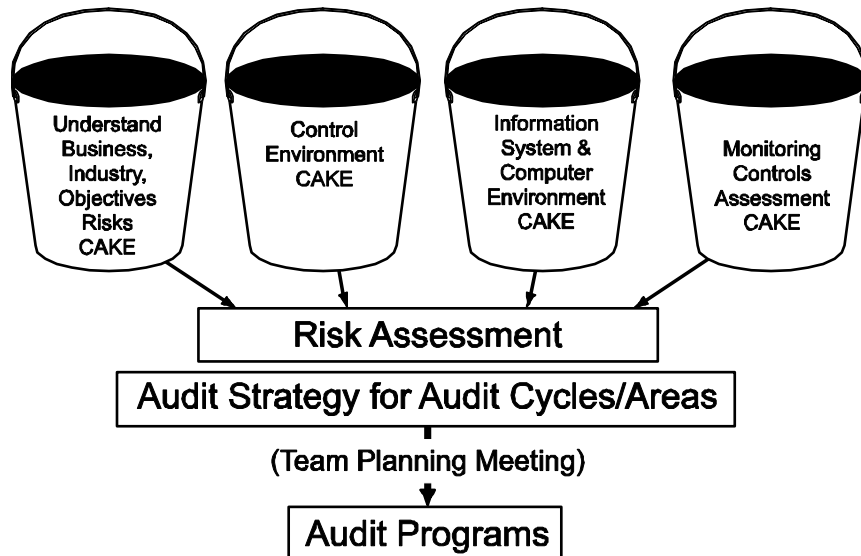 Understand
Business,
Industry,
Objectives
Risks
CAKE
Control
Environment
CAKE
Information
System &
Computer
Environment
CAKE
Monitoring
Controls
Assessment
CAKE
Risk Assessment
Audit Strategy for Audit Cycles/Areas
(Team Planning Meeting)
Audit Programs